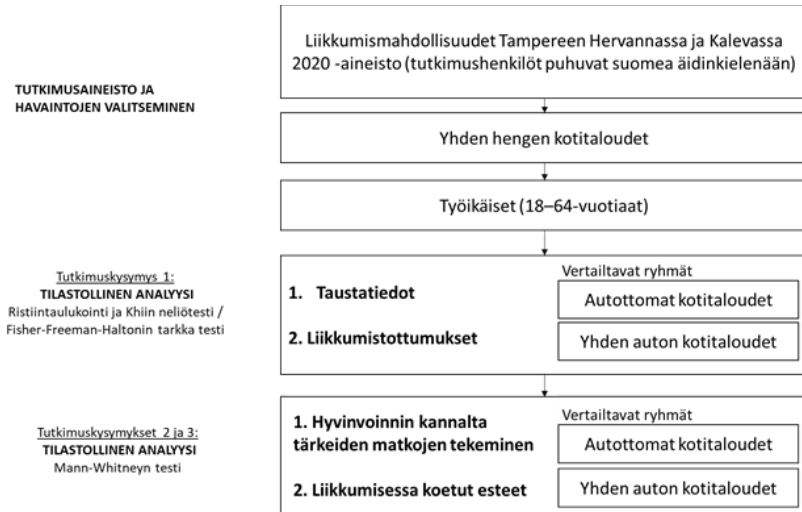 Liikkumismahdollisuudet Tampereen Hervannassa ja Kalevassa
2020 -aineisto (tutkimushenkilöt puhuvat suomea äidinkielenään)
TUTKIMUSAINEISTO JA
HAVAINTOJEN VALITSEMINEN
Yhden hengen kotitaloudet
Työikäiset (18–64-vuotiaat)
Tutkimuskysymys 1:
TILASTOLLINEN ANALYYSI
Ristiintaulukointi ja Khiin neliötesti /
Fisher-Freeman-Haltonin tarkka testi
1. Taustatiedot
2. Liikkumistottumukset
Vertailtavat ryhmät
Autottomat kotitaloudet
Yhden auton kotitaloudet
Tutkimuskysymykset 2 ja 3:
TILASTOLLINEN ANALYYSI
Mann-Whitneyn testi
1. Hyvinvoinnin kannalta
tärkeiden matkojen tekeminen
2. Liikkumisessa koetut esteet
Vertailtavat ryhmät
Autottomat kotitaloudet
Yhden auton kotitaloudet